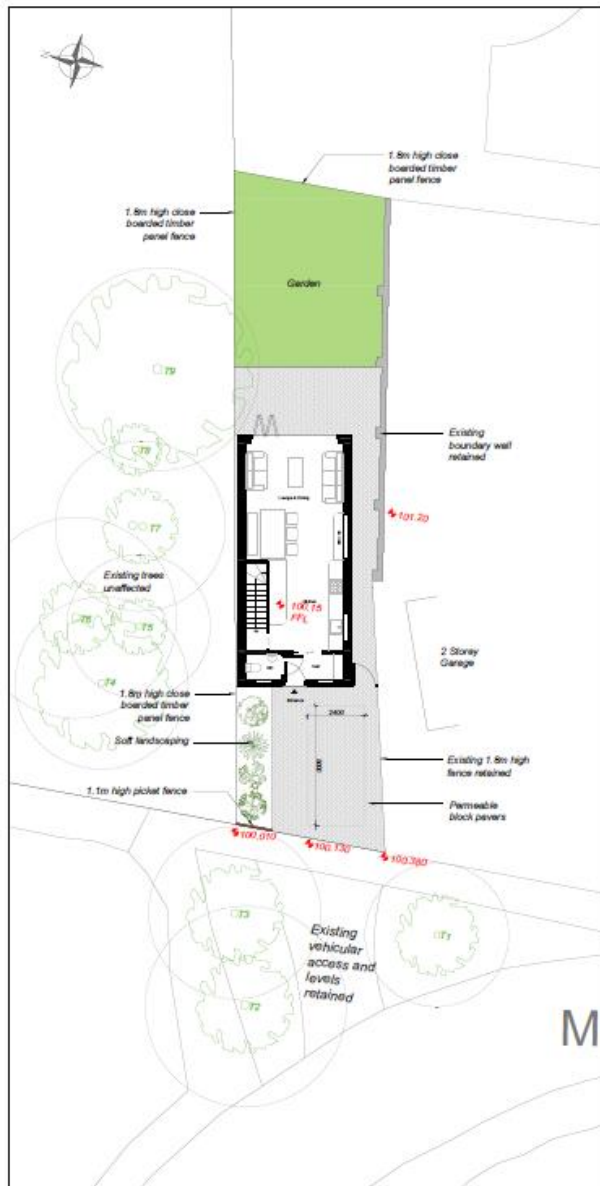 1.8m high close
boarded timber
panel fence
1.8m high close
boarded timber
panel fence
Garden
T9
Existing
boundary wall
retained
T8
Lounge & Dining
101.20
T7
Existing trees
unaffected
100.15
FFL
T6
T5
2 Storey
Garage
T4
1.8m high close
boarded timber
panel fence
Entrance
2400
Soft landscaping
Existing 1.8m high
fence retained
1.1m high picket fence
Permeable
block pavers
100.010
100.130
100.380
T3
Existing
vehicular
access and
levels
retained
T1
T2
M